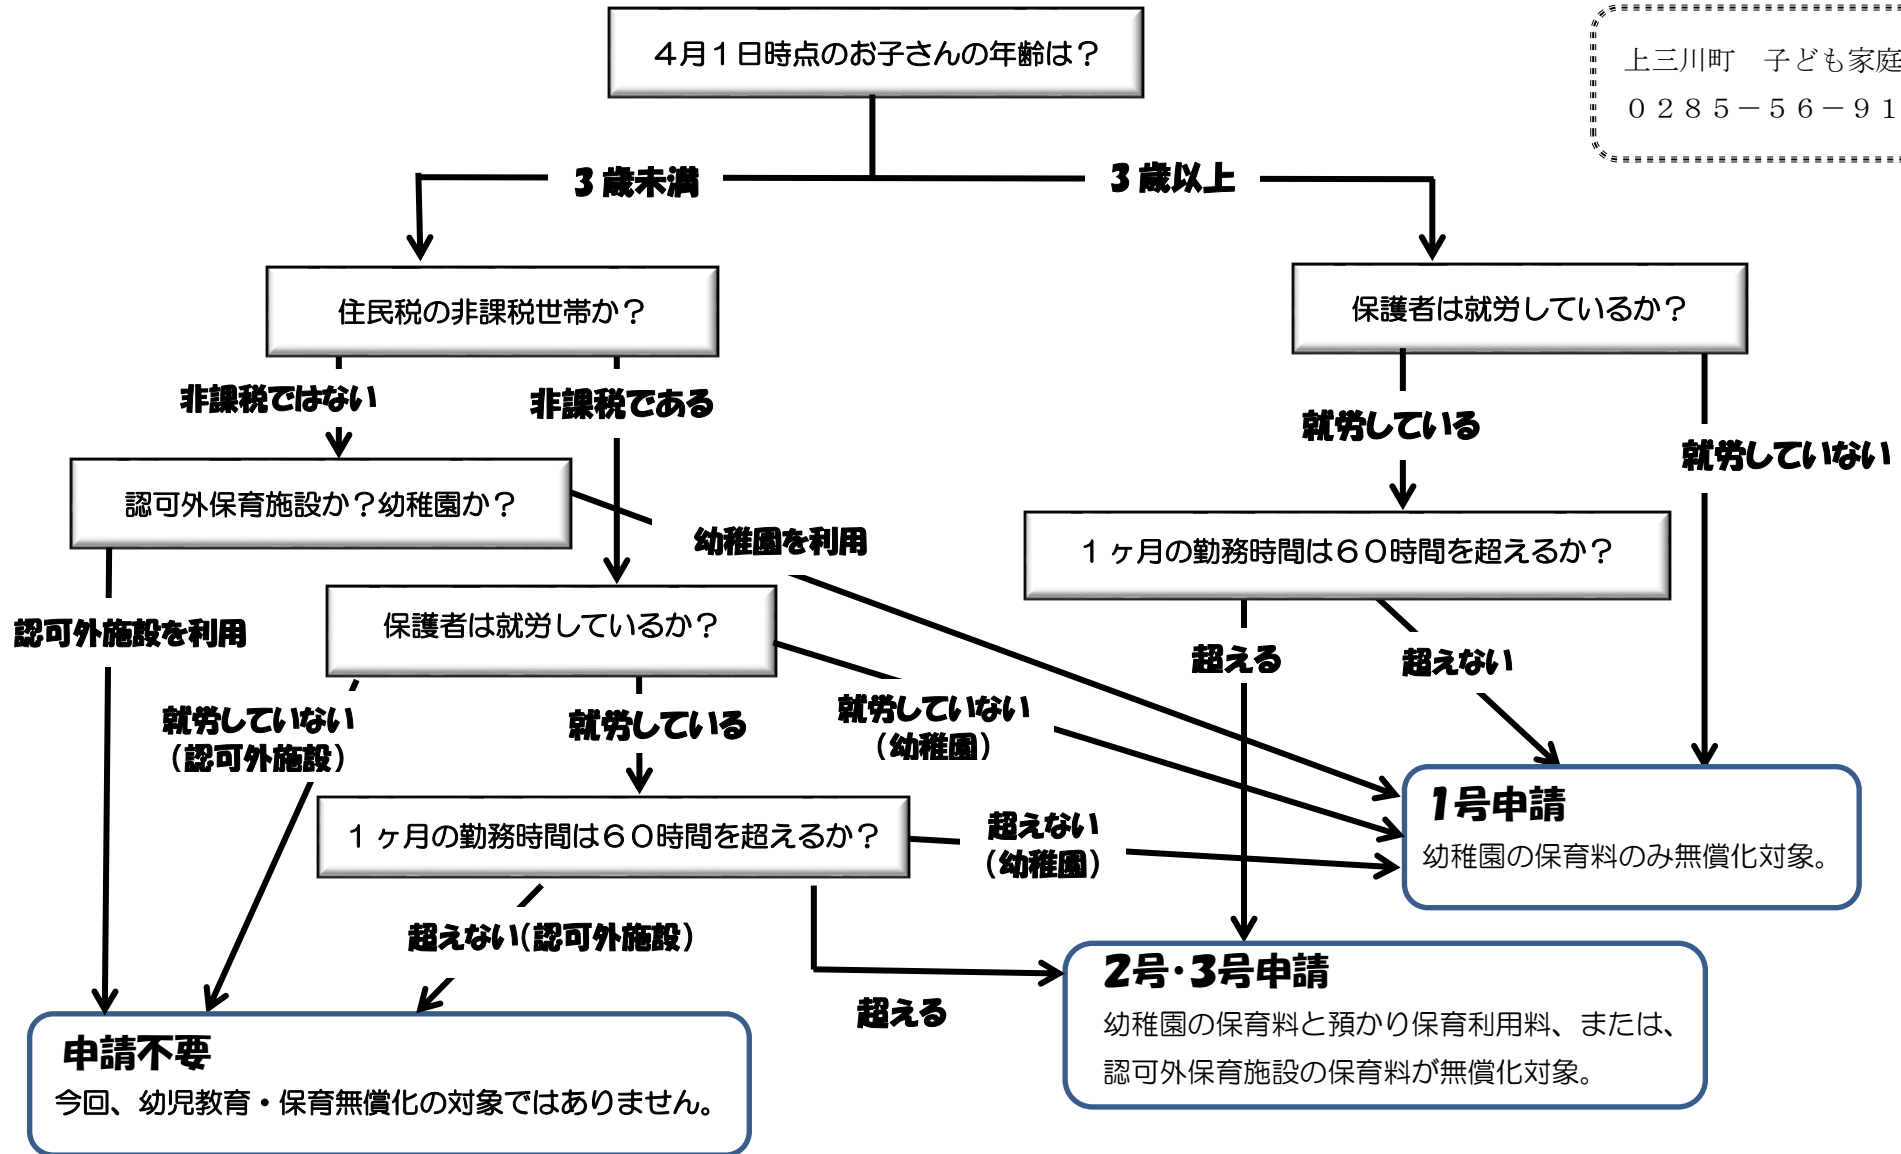 4月1日時点のお子さんの年齢は？
上三川町　子ども家庭
０２８５－５６－９１
3歳未満
3歳以上
住民税の非課税世帯か？
保護者は就労しているか？
非課税ではない
非課税である
就労している
就労していない
認可外保育施設か？幼稚園か？
幼稚園を利用
1ヶ月の勤務時間は60時間を超えるか？
認可外施設を利用
保護者は就労しているか？
超える
超えない
就労していない
（認可外施設）
就労している
就労していない
（幼稚園）
1ヶ月の勤務時間は60時間を超えるか？
超えない
（幼稚園）
1号申請
幼稚園の保育料のみ無償化対象。
超えない（認可外施設）
超える
2号・3号申請
幼稚園の保育料と預かり保育利用料、または、
認可外保育施設の保育料が無償化対象。
申請不要
今回、幼児教育・保育無償化の対象ではありません。